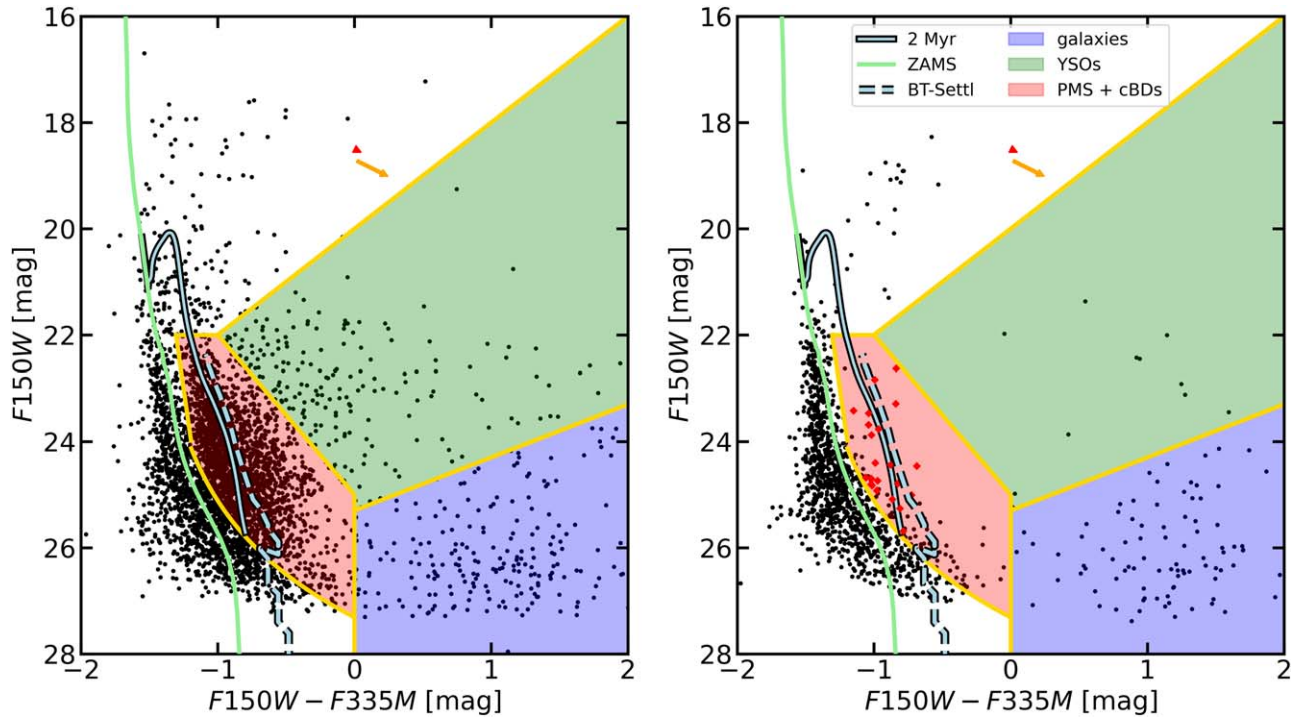 16
18
20
22
24
26
28
F150W [mag]
−2
−1
0
1
2
F150W − F335M [mag]
16
18
20
22
24
26
28
F150W [mag]
2 Myr
ZAMS
BT-Settl
galaxies
YSOs
PMS + cBDs
−2
−1
0
1
2
F150W − F335M [mag]